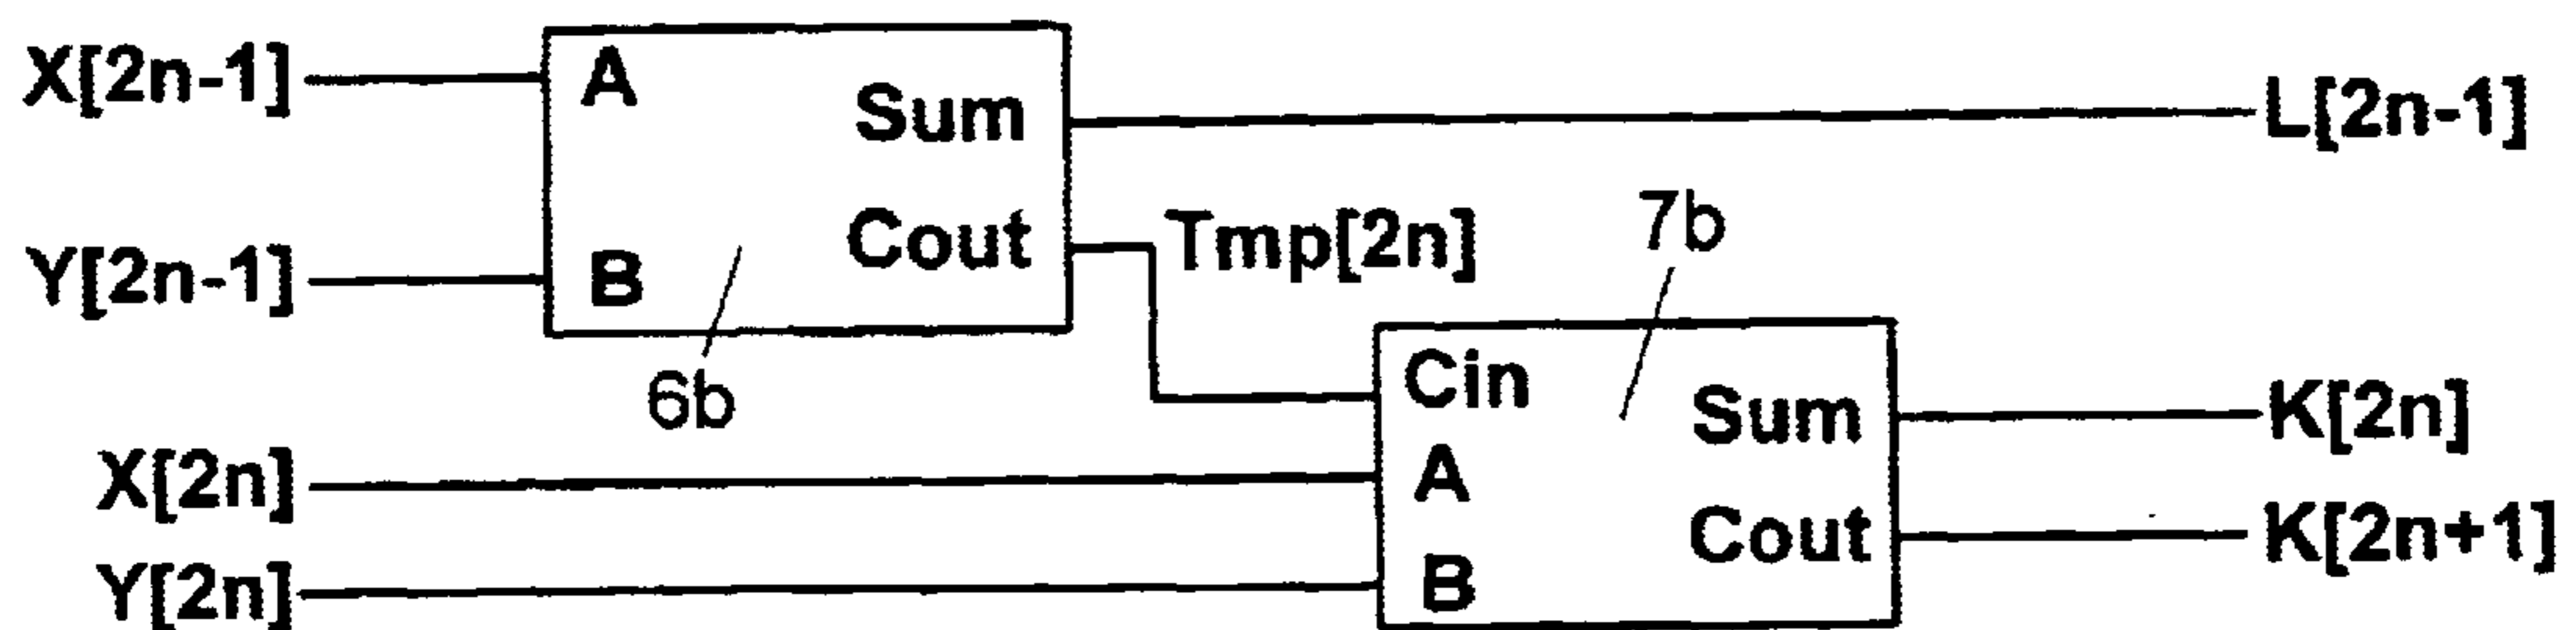 X[2n-1]
A
Sum
L[2n-1]
Y[2n-1]
B
Cout
Tmp[2n]
7b
6b
Cin
Sum
K[2n]
X[2n]
A
Cout
K[2n+1]
Y[2n]
B